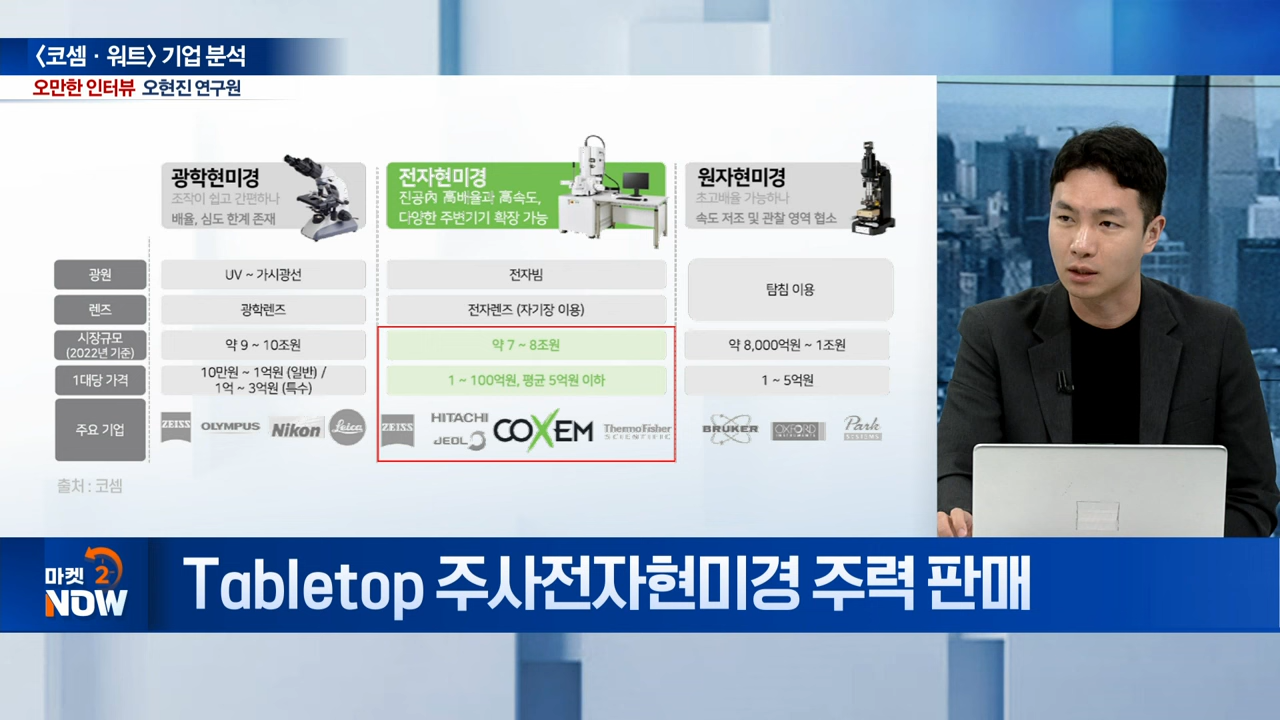 <코셈 · 워트> 기업 분석
오만한 인터뷰 오현진 연구원
광학현미경
조작이 쉽고 간편하나
배율, 심도 한계 존재
전자현미경
진공內 高배율과 高속도,
다양한 주변기기 확장 가능
원자현미경
초고배율 가능하나
속도 저조 및 관찰 영역 협소
광원
UV ~ 가시광선
전자빔
탐침 이용
렌즈
광학렌즈
전자렌즈 (자기장 이용)
시장규모
(2022년 기준)
약 9 ~ 10조원
약 7 ~ 8조원
약 8,000억원 ~ 1조원
1대당 가격
10만원 ~ 1억원 (일반) /
1억 ~ 3억원 (특수)
1 ~ 100억원, 평균 5억원 이하
1 ~ 5억원
주요 기업
ZEISS
OLYMPUS
Nikon
Leica
ZEISS
HITACHI
JEOL
COXEM
ThermoFisher
SCIENTIFIC
BRUKER
OXFORD
INSTRUMENTS
Park
SYSTEMS
출처 : 코셈
마켓 2
NOW
Tabletop 주사전자현미경 주력 판매